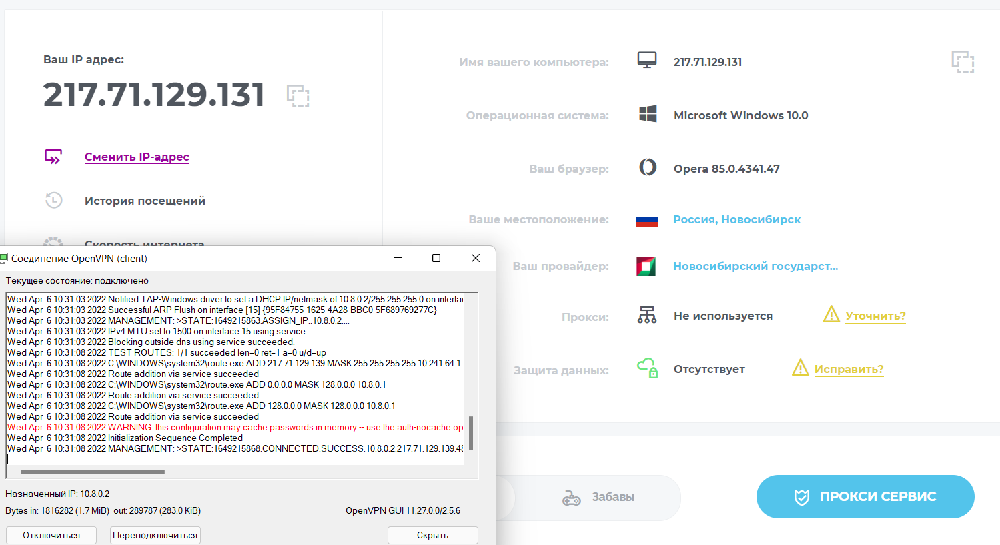 Ваш IP адрес:
217.71.129.131
Сменить IP-адрес
История посещений
Скорость интернета
Имя вашего компьютера: 217.71.129.131
Операционная система: Microsoft Windows 10.0
Ваш браузер: Opera 85.0.4341.47
Ваше местоположение: Россия, Новосибирск
Ваш провайдер: Новосибирский государст...
Прокси: Не используется Уточнить?
Защита данных: Отсутствует Исправить?
Забавы
ПРОКСИ СЕРВИС
Соединение OpenVPN (client)
Текущее состояние: подключено
Wed Apr 6 10:31:03 2022 Notified TAP-Windows driver to set a DHCP IP/netmask of 10.8.0.2/255.255.255.0 on interfa
Wed Apr 6 10:31:03 2022 Successful ARP Flush on interface [15] {95F84755-1625-4A28-BBC0-5F689769277C}
Wed Apr 6 10:31:03 2022 MANAGEMENT: >STATE:1649215863,ASSIGN_IP,,10.8.0.2,,,,
Wed Apr 6 10:31:03 2022 IPv4 MTU set to 1500 on interface 15 using service
Wed Apr 6 10:31:03 2022 Blocking outside dns using service succeeded.
Wed Apr 6 10:31:08 2022 TEST ROUTES: 1/1 succeeded len=0 ret=1 a=0 u/d=up
Wed Apr 6 10:31:08 2022 C:\WINDOWS\system32\route.exe ADD 217.71.129.139 MASK 255.255.255.255 10.241.64.1
Wed Apr 6 10:31:08 2022 Route addition via service succeeded
Wed Apr 6 10:31:08 2022 C:\WINDOWS\system32\route.exe ADD 0.0.0.0 MASK 128.0.0.0 10.8.0.1
Wed Apr 6 10:31:08 2022 Route addition via service succeeded
Wed Apr 6 10:31:08 2022 C:\WINDOWS\system32\route.exe ADD 128.0.0.0 MASK 128.0.0.0 10.8.0.1
Wed Apr 6 10:31:08 2022 Route addition via service succeeded
Wed Apr 6 10:31:08 2022 WARNING: this configuration may cache passwords in memory -- use the auth-nocache op
Wed Apr 6 10:31:08 2022 Initialization Sequence Completed
Wed Apr 6 10:31:08 2022 MANAGEMENT: >STATE:1649215868,CONNECTED,SUCCESS,10.8.0.2,217.71.129.139,48
Назначенный IP: 10.8.0.2
Bytes in: 1816282 (1.7 MiB) out: 289787 (283.0 KiB) OpenVPN GUI 11.27.0.0/2.5.6
Отключиться Переподключиться Скрыть